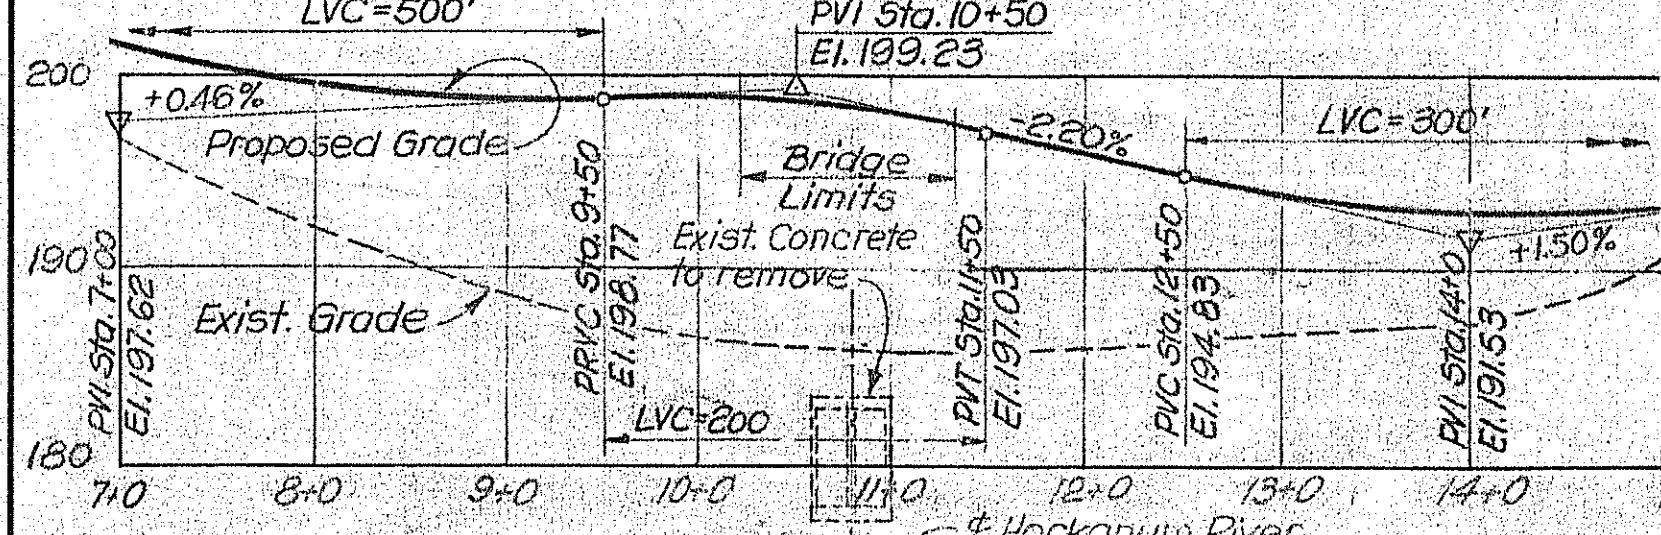 LVC=500'
PVI Sta. 10+50
El. 199.23
200
+0.46%
Proposed Grade
-2.20%
LVC=300'
Bridge
Limits
PRVC Sta. 9+50
El. 198.77
Exist. Concrete
to remove
190
PVI Sta. 7+00
El. 197.62
Exist. Grade
PVT Sta. 11+50
El. 197.03
PVC Sta. 12+50
El. 194.83
+1.50%
PVI Sta. 14+0
El. 191.53
LVC=200
180
7+0
8+0
9+0
10+0
11+0
12+0
13+0
14+0
Hockanum River